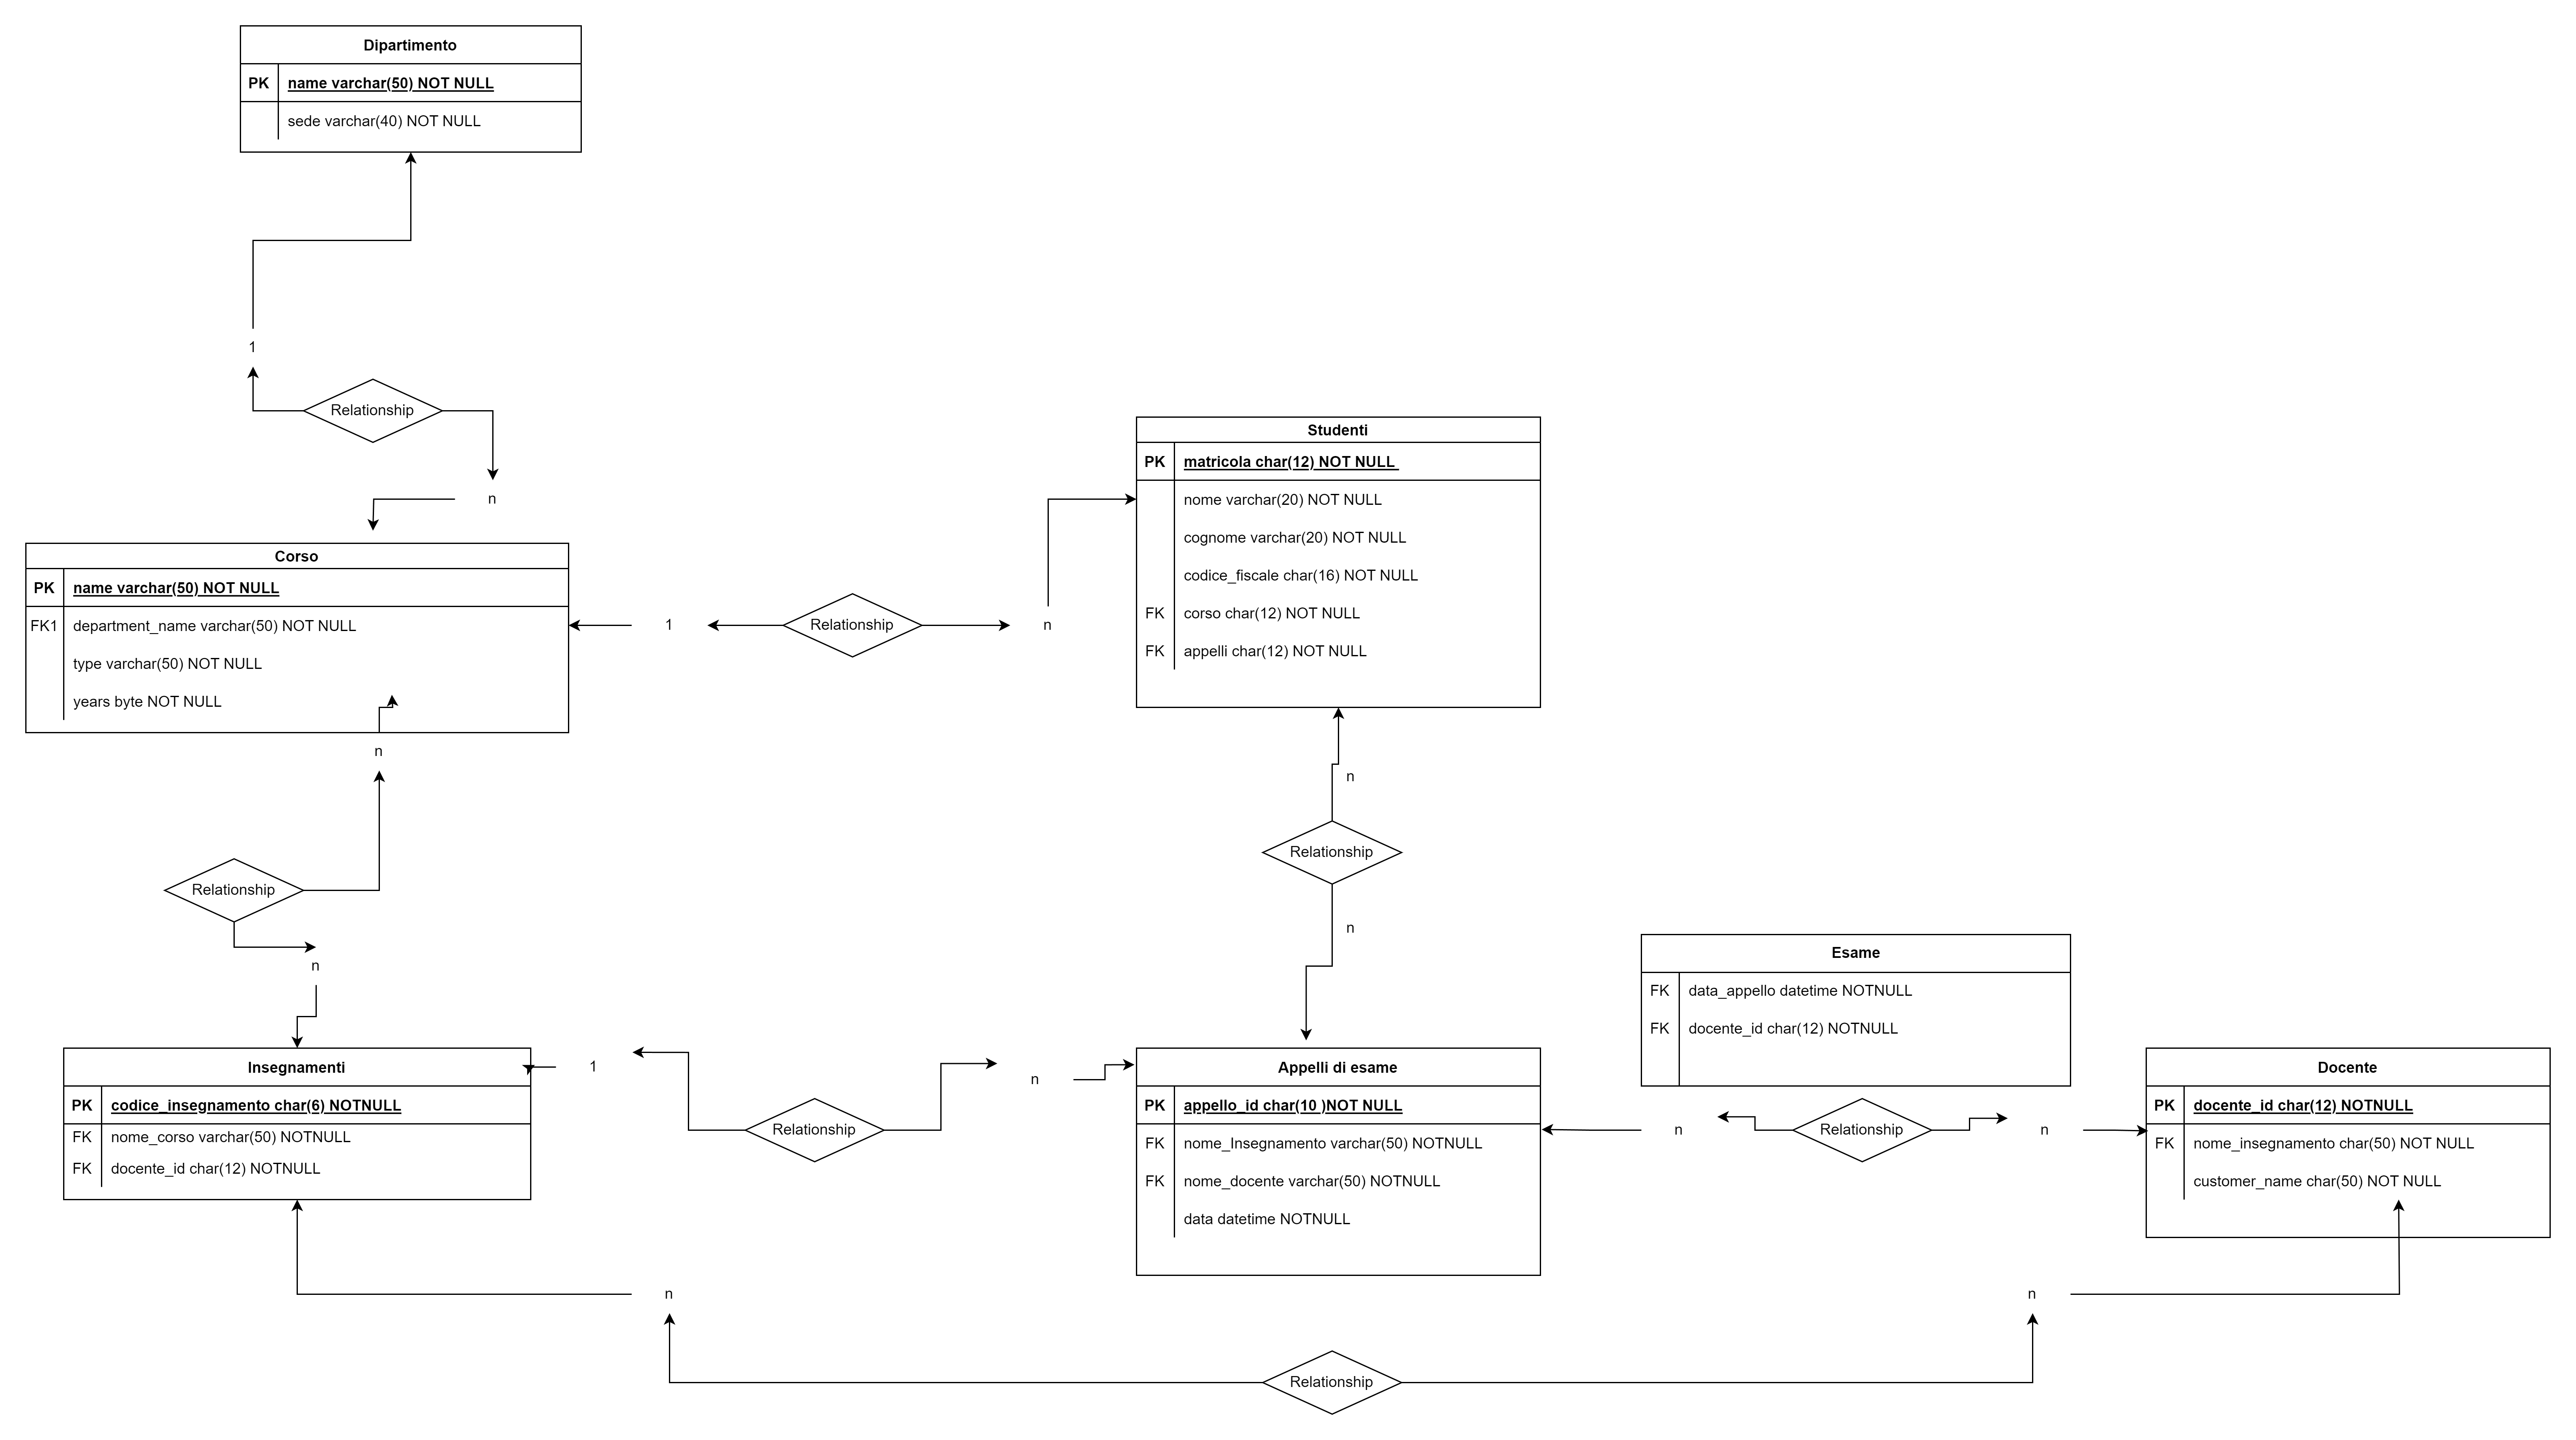 Dipartimento
PK name varchar(50) NOT NULL
sede varchar(40) NOT NULL
1
Relationship
n
Corso
PK name varchar(50) NOT NULL
FK1 department_name varchar(50) NOT NULL
type varchar(50) NOT NULL
years byte NOT NULL
1
Relationship
n
Studenti
PK matricola char(12) NOT NULL
nome varchar(20) NOT NULL
cognome varchar(20) NOT NULL
codice_fiscale char(16) NOT NULL
FK corso char(12) NOT NULL
FK appelli char(12) NOT NULL
n
Relationship
n
n
Relationship
n
Insegnamenti
PK codice_insegnamento char(6) NOTNULL
FK nome_corso varchar(50) NOTNULL
FK docente_id char(12) NOTNULL
1
Relationship
n
Appelli di esame
PK appello_id char(10 )NOT NULL
FK nome_Insegnamento varchar(50) NOTNULL
FK nome_docente varchar(50) NOTNULL
data datetime NOTNULL
Esame
FK data_appello datetime NOTNULL
FK docente_id char(12) NOTNULL
n
Relationship
n
Docente
PK docente_id char(12) NOTNULL
FK nome_insegnamento char(50) NOT NULL
customer_name char(50) NOT NULL
n
Relationship
n